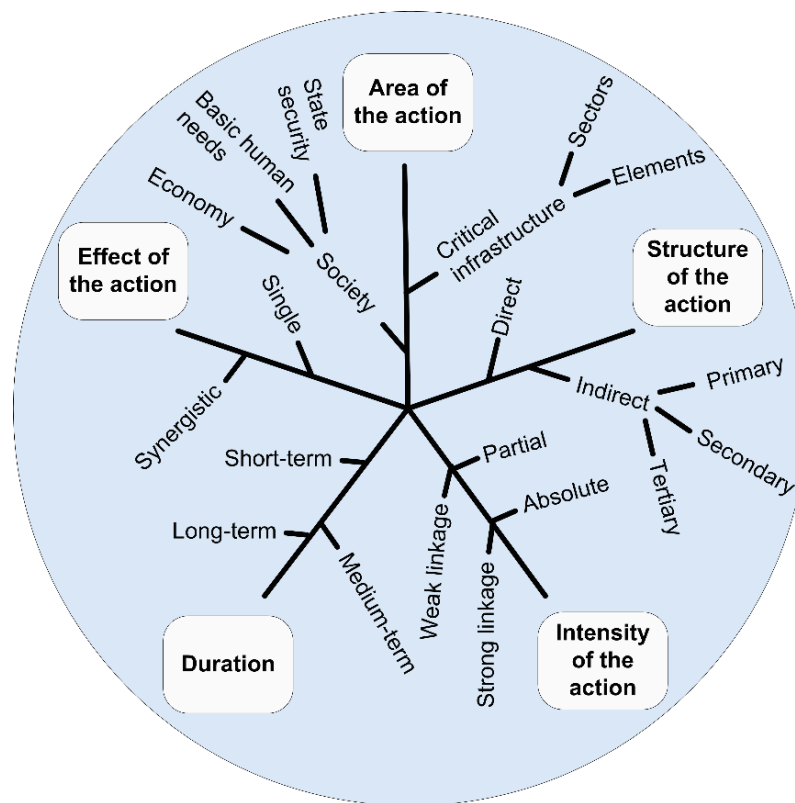 Area of
the action
State
security
Basic human
needs
Economy
Society
Sectors
Elements
Critical
infrastructure
Effect of
the action
Single
Synergistic
Structure
of the
action
Direct
Indirect
Primary
Secondary
Tertiary
Short-term
Long-term
Medium-term
Duration
Partial
Absolute
Weak linkage
Strong linkage
Intensity
of the
action